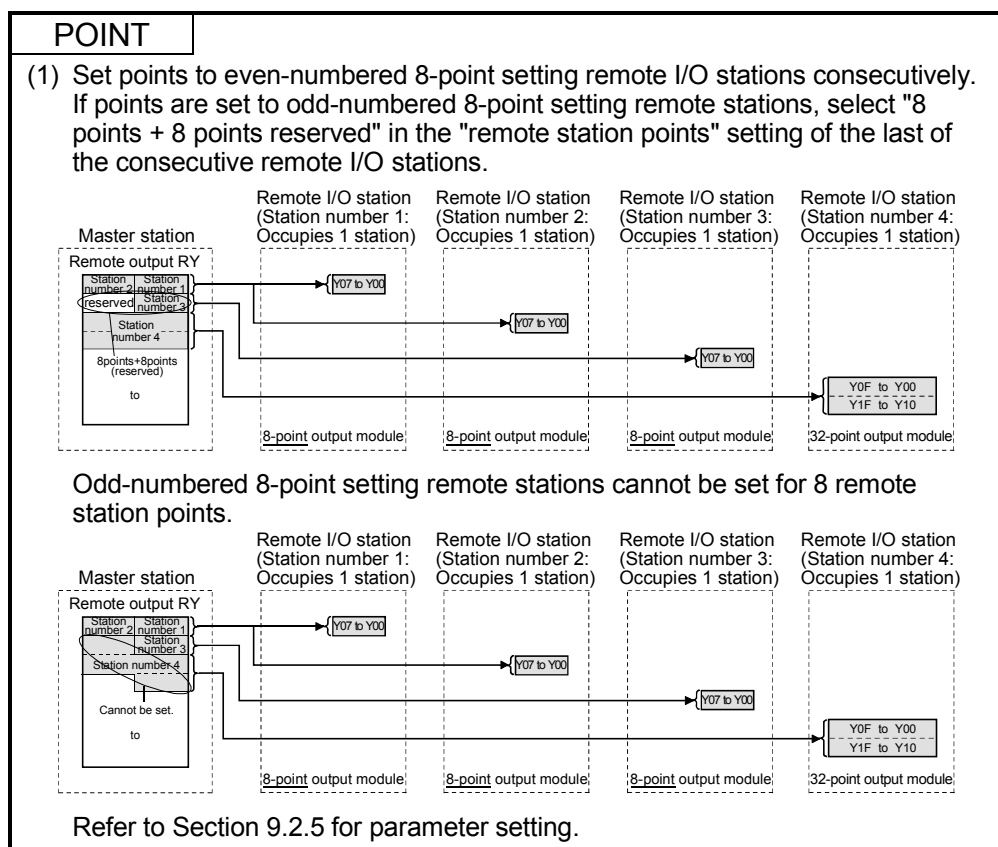 POINT
(1) Set points to even-numbered 8-point setting remote I/O stations consecutively.
If points are set to odd-numbered 8-point setting remote stations, select "8
points + 8 points reserved" in the "remote station points" setting of the last of
the consecutive remote I/O stations.
Master station
Remote I/O station
(Station number 1:
Occupies 1 station)
Remote I/O station
(Station number 2:
Occupies 1 station)
Remote I/O station
(Station number 3:
Occupies 1 station)
Remote I/O station
(Station number 4:
Occupies 1 station)
Remote output RY
Station
number 2
Station
number 1
reserved
Station
number 3
Station
number 4
8points+8points
(reserved)
to
Y07 to Y00
Y07 to Y00
Y07 to Y00
Y0F to Y00
Y1F to Y10
8-point output module
8-point output module
8-point output module
32-point output module
Odd-numbered 8-point setting remote stations cannot be set for 8 remote
station points.
Master station
Remote I/O station
(Station number 1:
Occupies 1 station)
Remote I/O station
(Station number 2:
Occupies 1 station)
Remote I/O station
(Station number 3:
Occupies 1 station)
Remote I/O station
(Station number 4:
Occupies 1 station)
Remote output RY
Station
number 2
Station
number 1
Station
number 3
Station number 4
Cannot be set.
to
Y07 to Y00
Y07 to Y00
Y07 to Y00
Y0F to Y00
Y1F to Y10
8-point output module
8-point output module
8-point output module
32-point output module
Refer to Section 9.2.5 for parameter setting.